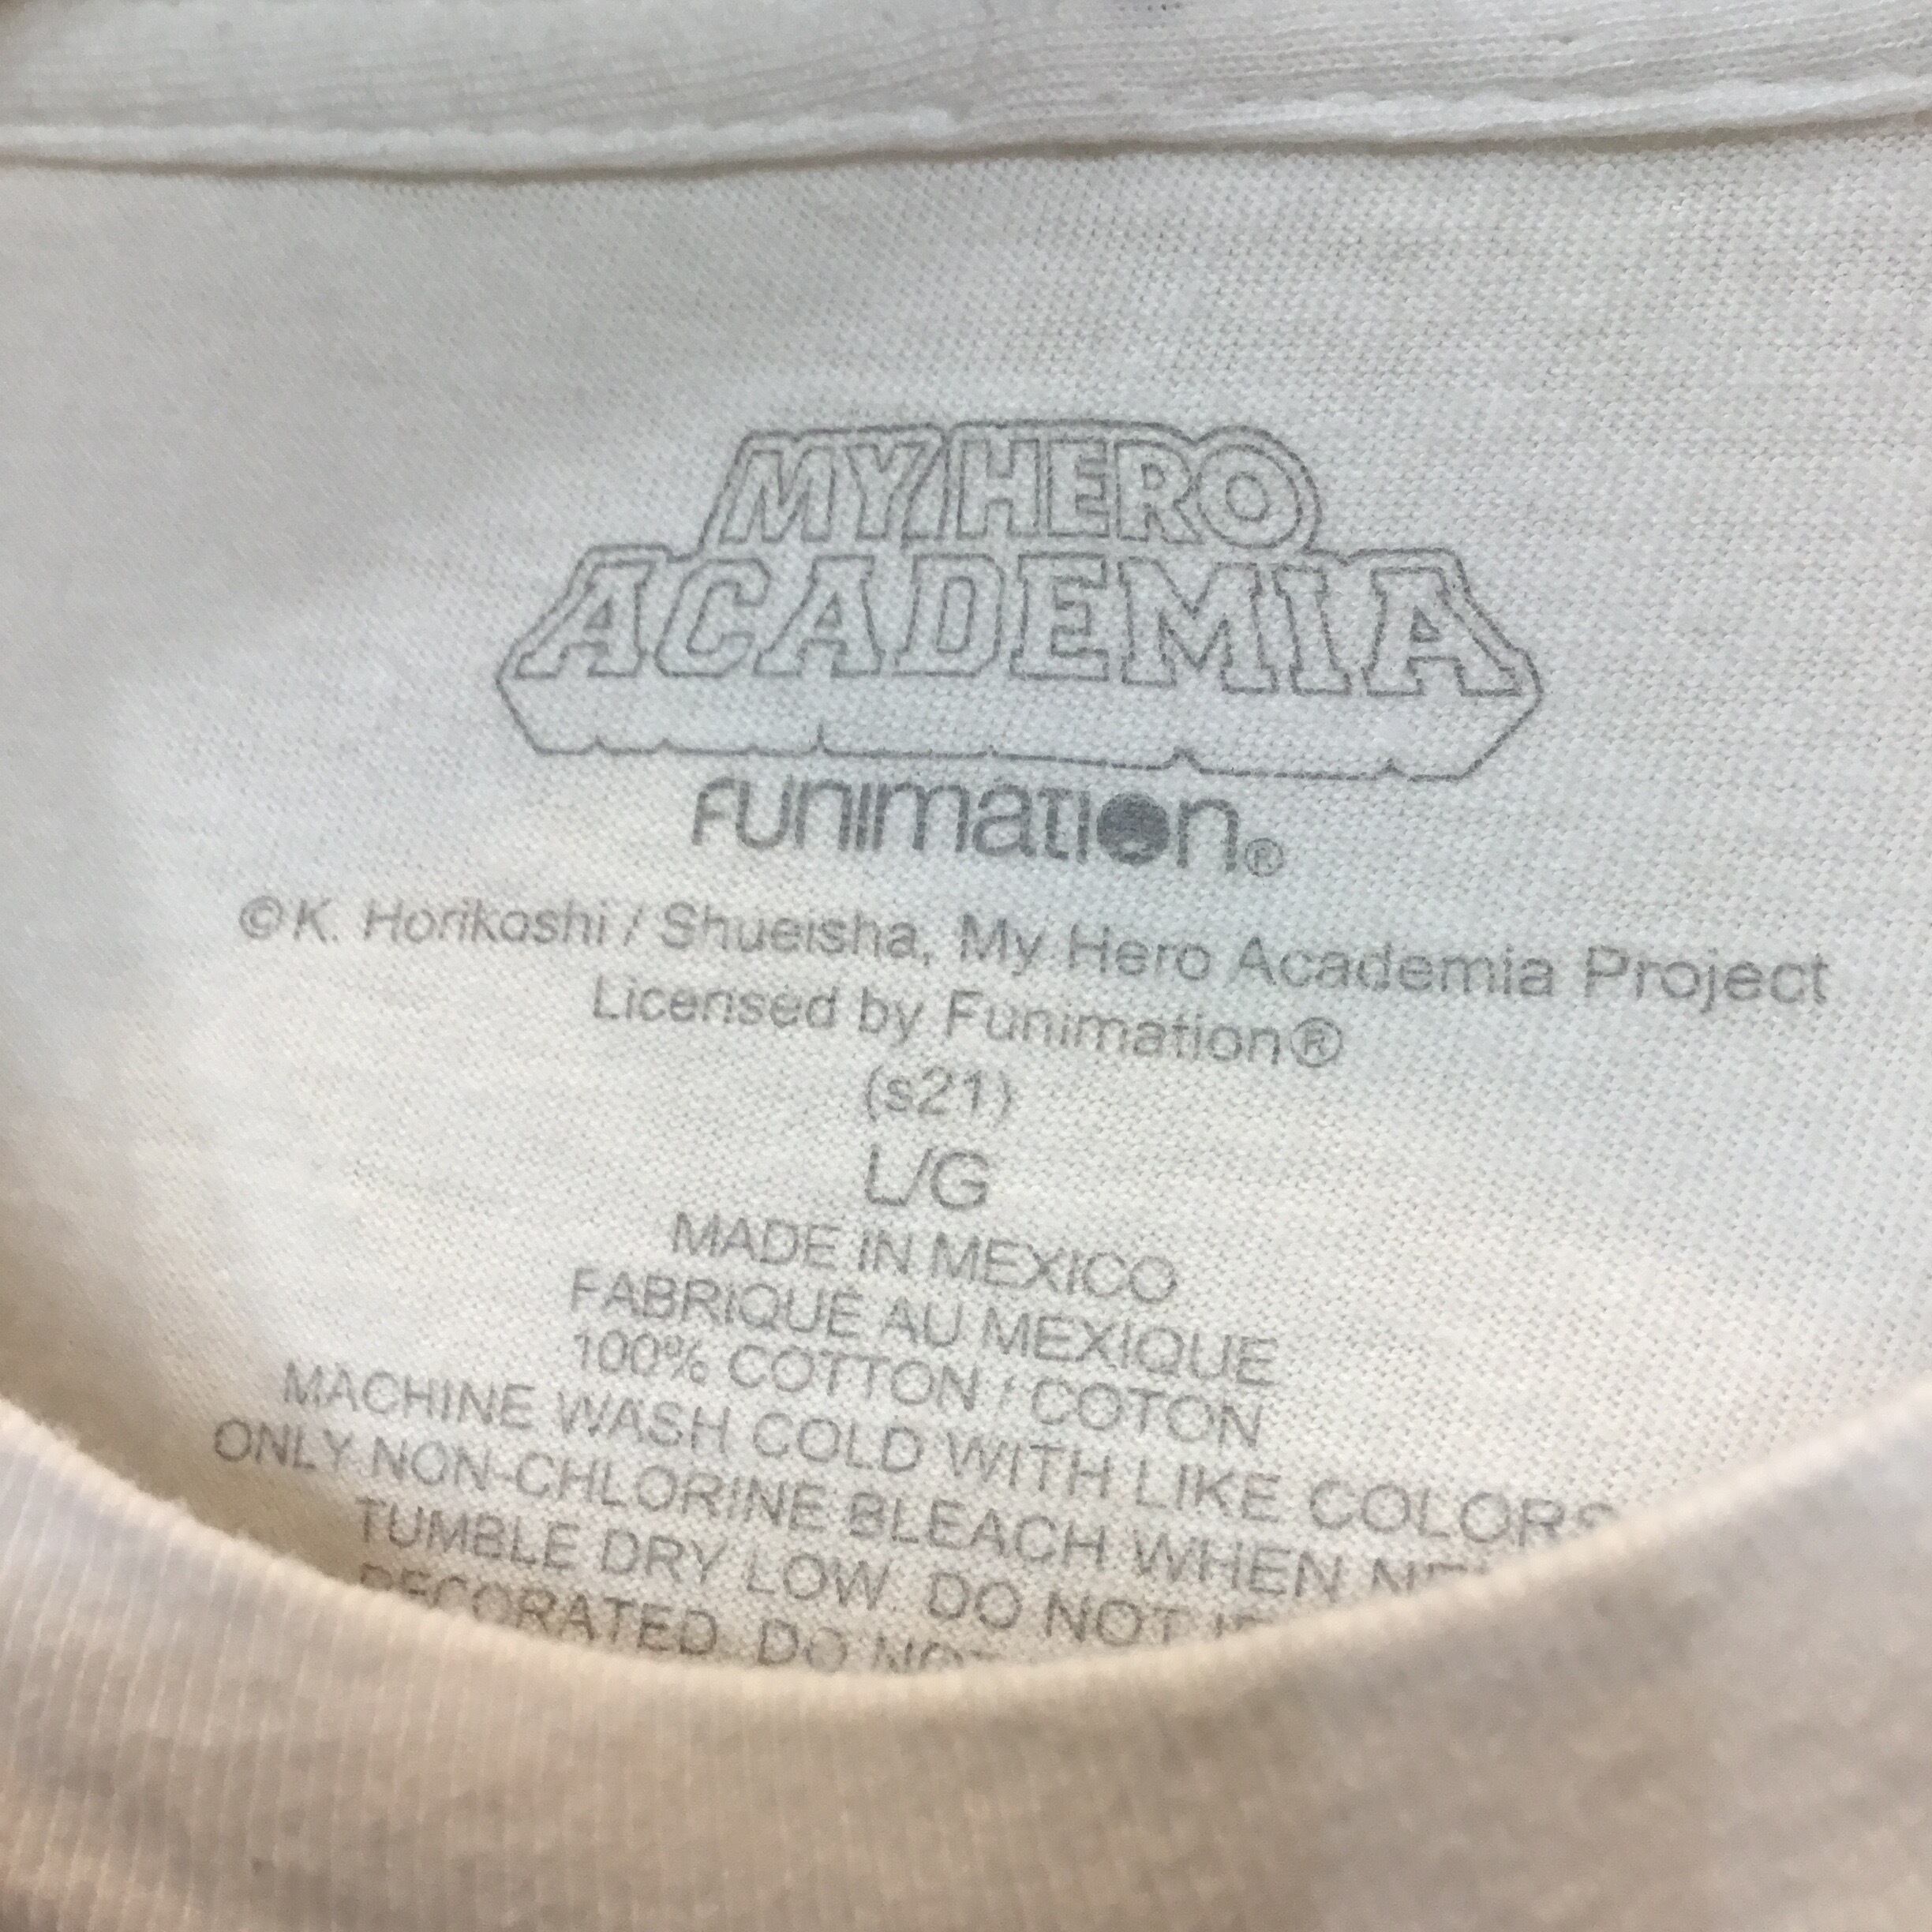 MY HERO
ACADEMIA
FUNIMATION®
©K. Horikoshi / Shueisha, My Hero Academia Project
Licensed by Funimation®
(s21)
L/G
MADE IN MEXICO
FABRIQUÉ AU MEXIQUE
100% COTTON / COTON
MACHINE WASH COLD WITH LIKE COLORS
ONLY NON-CHLORINE BLEACH WHEN
TUMBLE DRY LOW. DO NOT
DECORATED. DO NOT